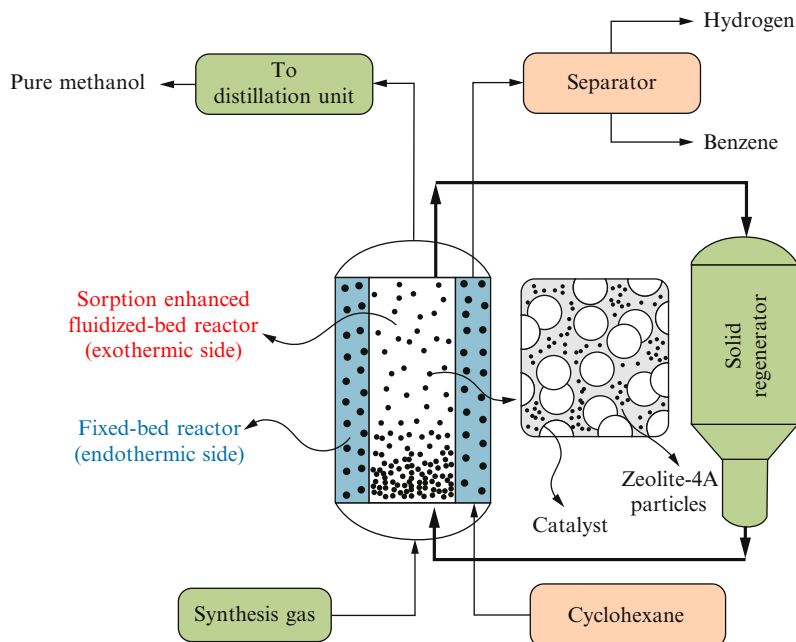 Hydrogen
To
distillation unit
Pure methanol
Separator
Benzene
Sorption enhanced
fluidized-bed reactor
(exothermic side)
Solid
regenerator
Fixed-bed reactor
(endothermic side)
Zeolite-4A
particles
Catalyst
Synthesis gas
Cyclohexane